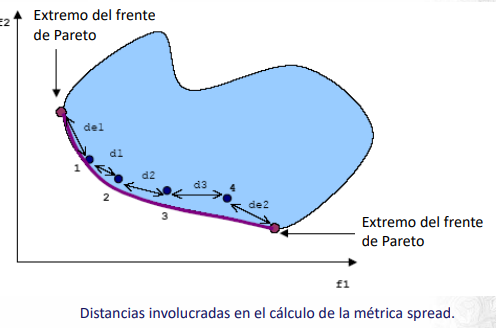 f2
Extremo del frente
de Pareto
de1
d1
1
d2
2
d3
4
3
de2
Extremo del frente
de Pareto
f1
Distancias involucradas en el cálculo de la métrica spread.